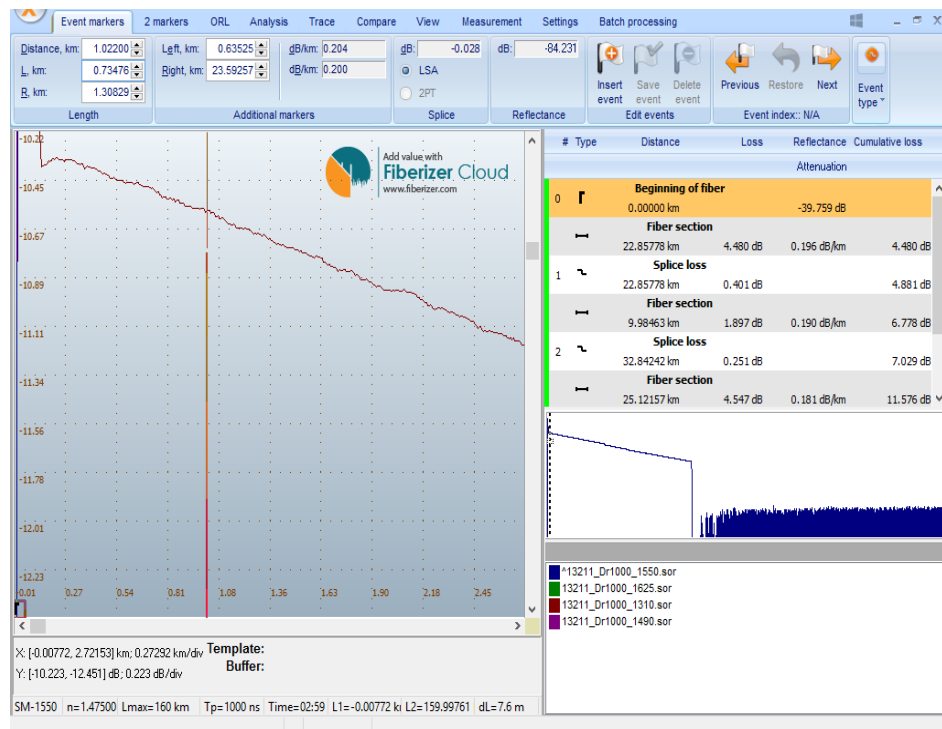 Event markers 2 markers ORL Analysis Trace Compare View Measurement Settings Batch processing
Distance, km: 1.02200 Left, km: 0.63525 dB/km: 0.204 dB: -0.028 dB: -84.231
L, km: 0.73476 Right, km: 23.59257 dB/km: 0.200 LSA
R, km: 1.30829 2PT
Insert event Save event Delete event Previous Restore Next Event type
Length Additional markers Splice Reflectance Edit events Event index:: N/A
-10.22
-10.45
-10.67
-10.89
-11.11
-11.34
-11.56
-11.78
-12.01
-12.23
-0.01 0.27 0.54 0.81 1.08 1.36 1.63 1.90 2.18 2.45
Add value with
Fiberizer Cloud
www.fiberizer.com
# Type Distance Loss Reflectance Cumulative loss
Attenuation
Beginning of fiber
0 0.00000 km -39.759 dB
Fiber section
22.85778 km 4.480 dB 0.196 dB/km 4.480 dB
Splice loss
1 22.85778 km 0.401 dB 4.881 dB
Fiber section
9.98463 km 1.897 dB 0.190 dB/km 6.778 dB
Splice loss
2 32.84242 km 0.251 dB 7.029 dB
Fiber section
25.12157 km 4.547 dB 0.181 dB/km 11.576 dB
^13211_Dr1000_1550.sor
13211_Dr1000_1625.sor
13211_Dr1000_1310.sor
13211_Dr1000_1490.sor
X: [-0.00772, 2.72153] km; 0.27292 km/div Template:
Y: [-10.223, -12.451] dB; 0.223 dB/div Buffer:
SM-1550 n=1.47500 Lmax=160 km Tp=1000 ns Time=02:59 L1=-0.00772 ki L2=159.99761 dL=7.6 m